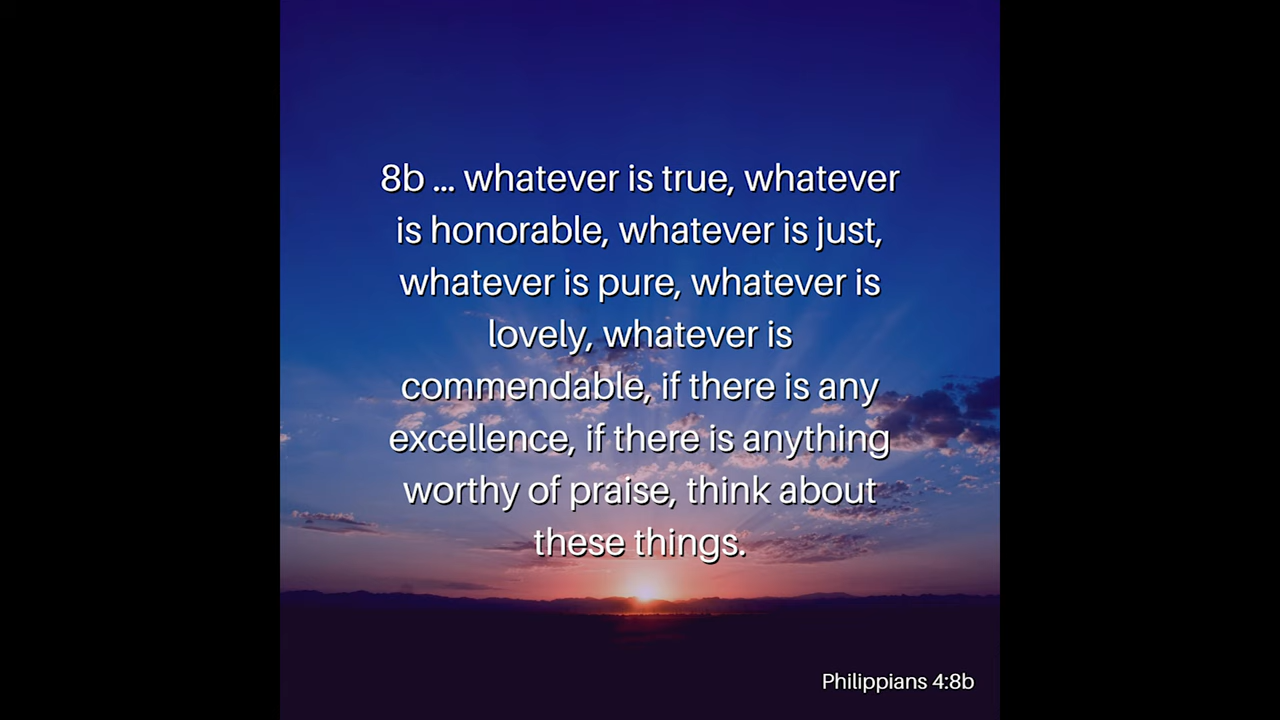 8b ... whatever is true, whatever
is honorable, whatever is just,
whatever is pure, whatever is
lovely, whatever is
commendable, if there is any
excellence, if there is anything
worthy of praise, think about
these things.
Philippians 4:8b